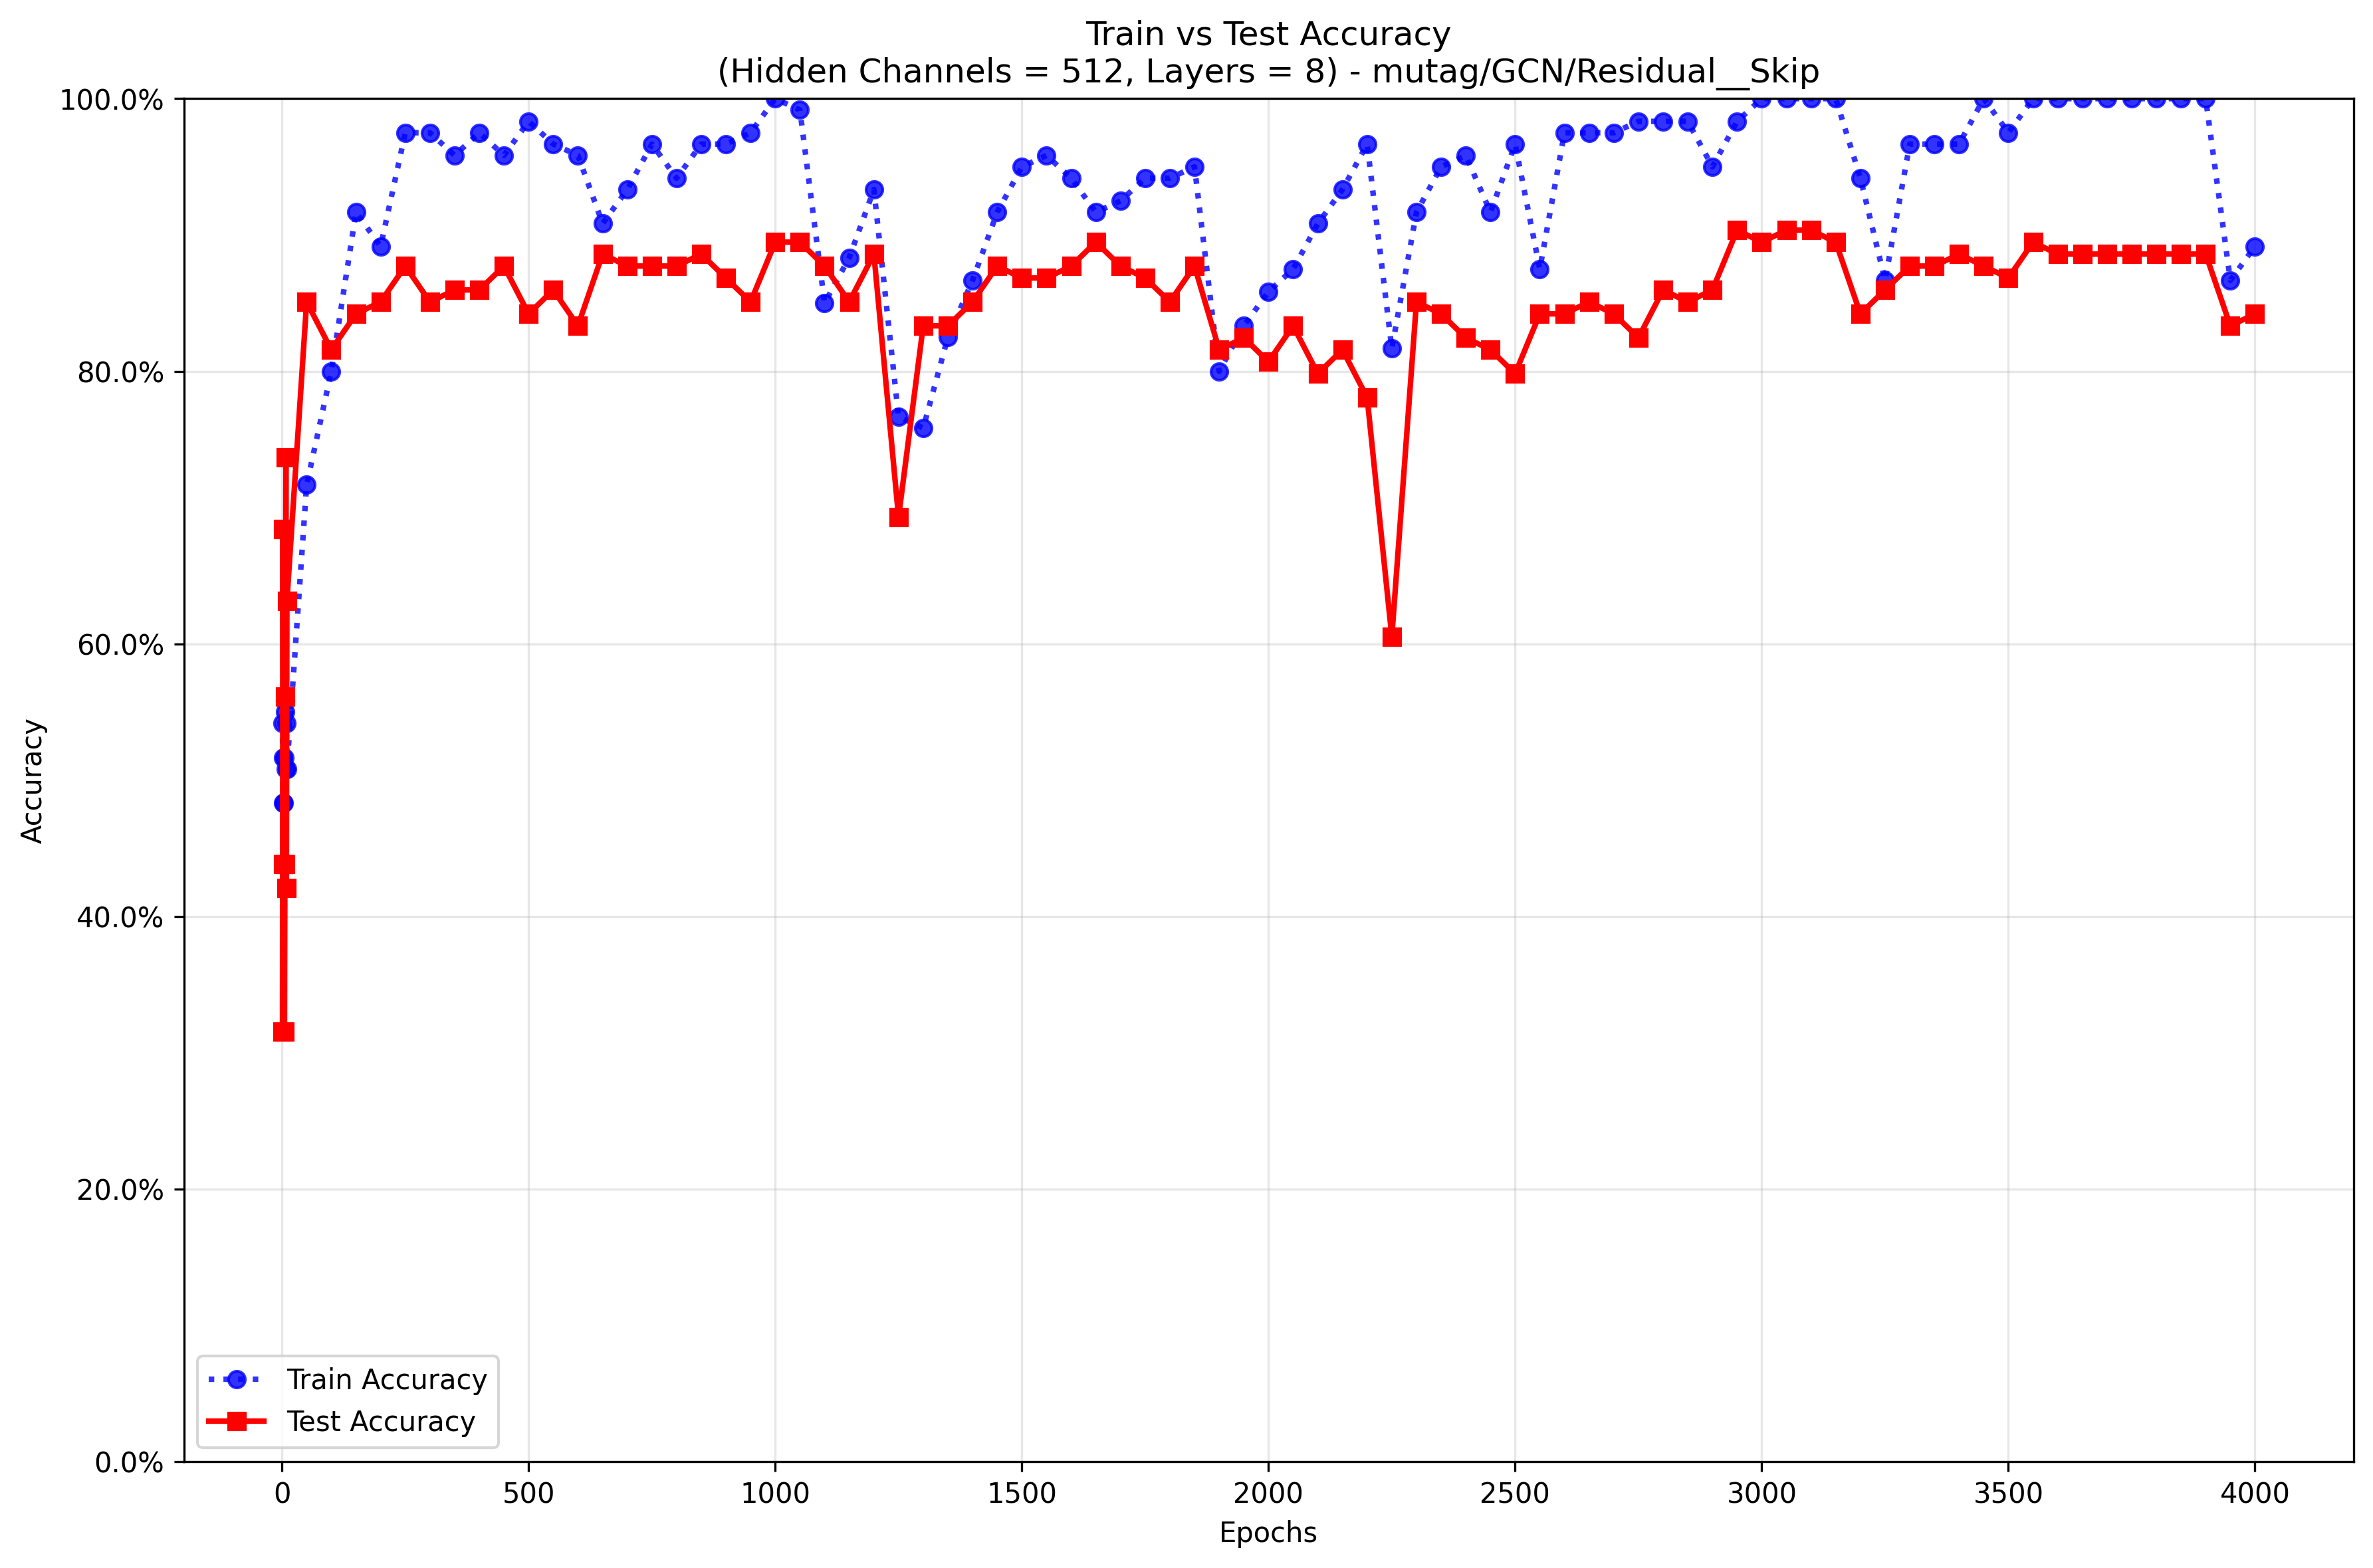 Train vs Test Accuracy
(Hidden Channels = 512, Layers = 8) - mutag/GCN/Residual__Skip
100.0%
80.0%
60.0%
40.0%
20.0%
0.0%
Accuracy
Train Accuracy
Test Accuracy
0 500 1000 1500 2000 2500 3000 3500 4000
Epochs